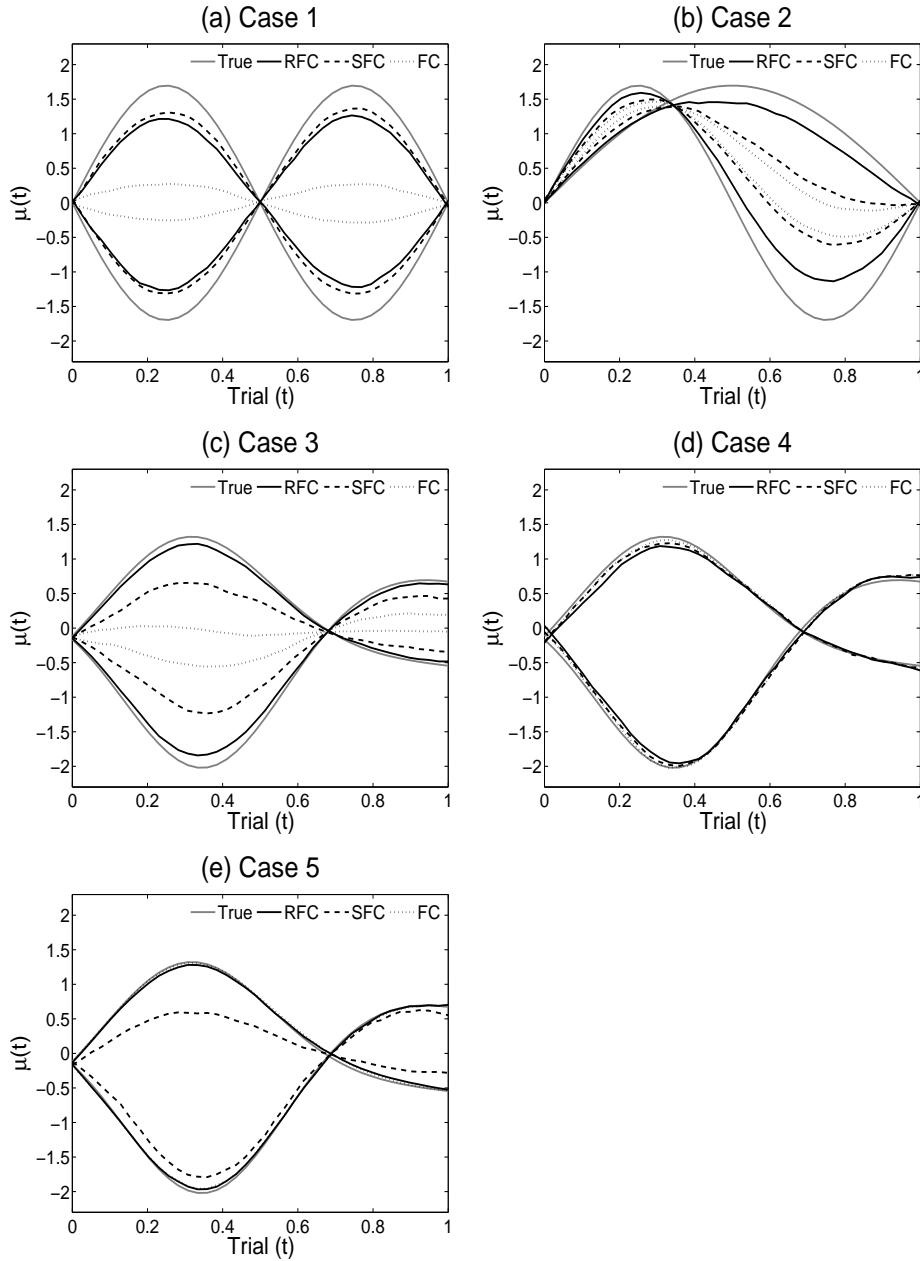 (a) Case 1
True RFC SFC FC
2
1.5
1
0.5
0
−0.5
−1
−1.5
−2
μ(t)
0 0.2 0.4 0.6 0.8 1
Trial (t)
(b) Case 2
True RFC SFC FC
2
1.5
1
0.5
0
−0.5
−1
−1.5
−2
μ(t)
0 0.2 0.4 0.6 0.8 1
Trial (t)
(c) Case 3
True RFC SFC FC
2
1.5
1
0.5
0
−0.5
−1
−1.5
−2
μ(t)
0 0.2 0.4 0.6 0.8 1
Trial (t)
(d) Case 4
True RFC SFC FC
2
1.5
1
0.5
0
−0.5
−1
−1.5
−2
μ(t)
0 0.2 0.4 0.6 0.8 1
Trial (t)
(e) Case 5
True RFC SFC FC
2
1.5
1
0.5
0
−0.5
−1
−1.5
−2
μ(t)
0 0.2 0.4 0.6 0.8 1
Trial (t)